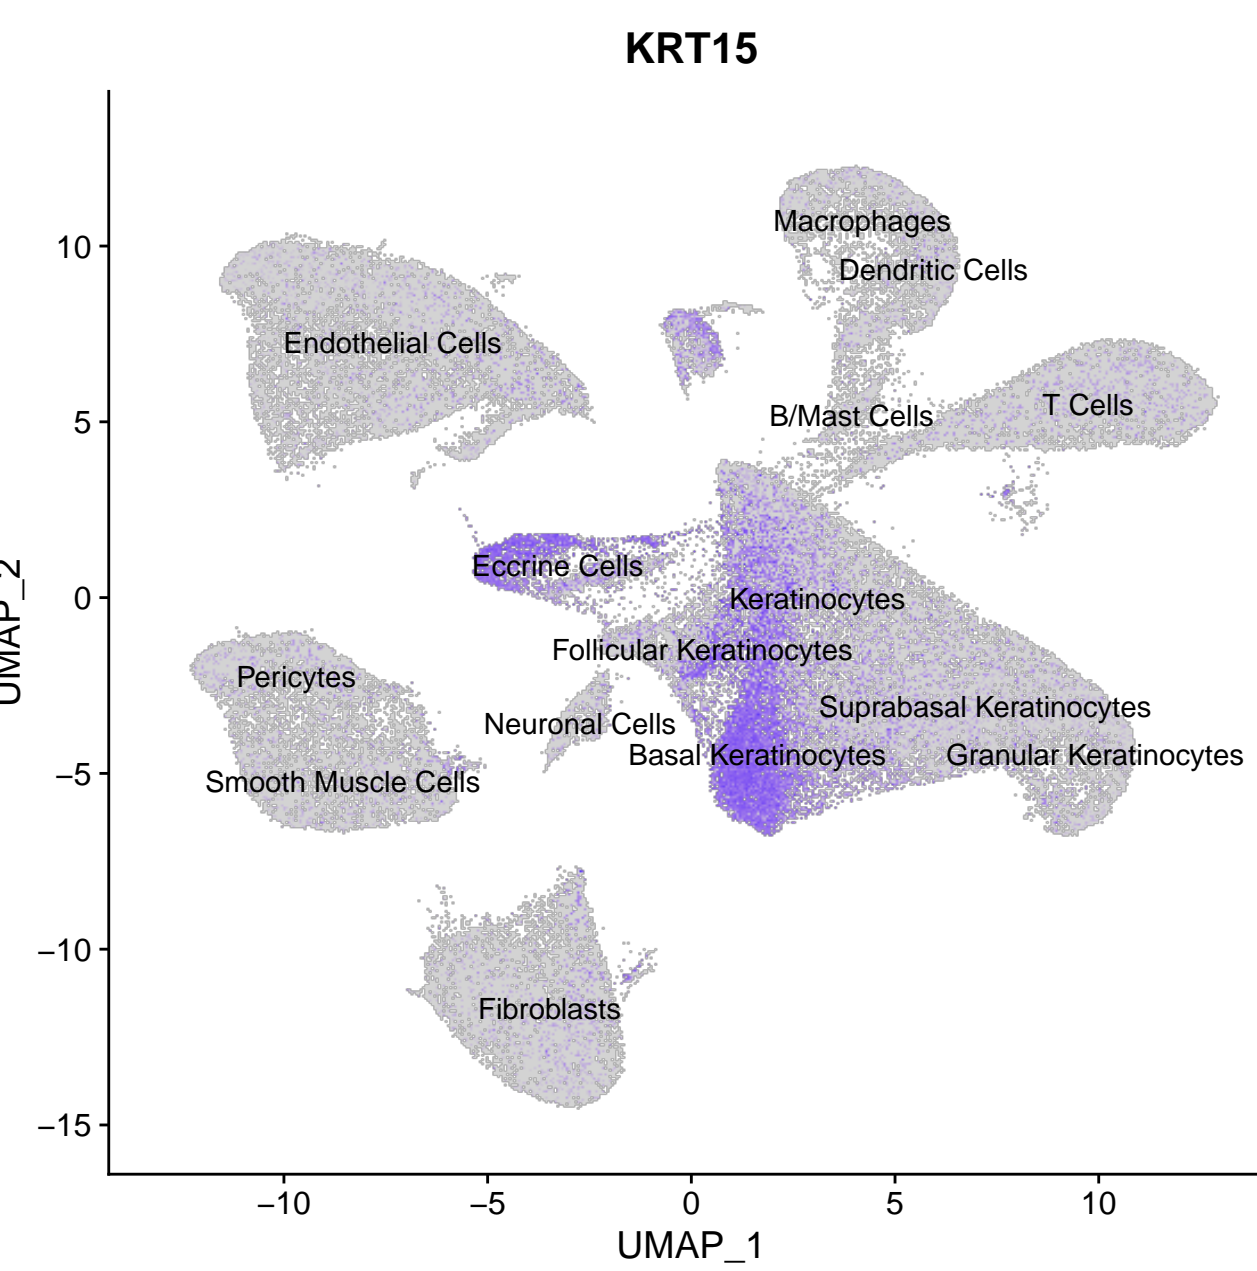 KRT15
Macrophages
Dendritic Cells
Endothelial Cells
B/Mast Cells
T Cells
Eccrine Cells
Keratinocytes
Follicular Keratinocytes
Pericytes
Suprabasal Keratinocytes
Neuronal Cells
Basal Keratinocytes
Granular Keratinocytes
Smooth Muscle Cells
Fibroblasts
10
5
0
−5
−10
−15
UMAP_2
−10
−5
0
5
10
UMAP_1